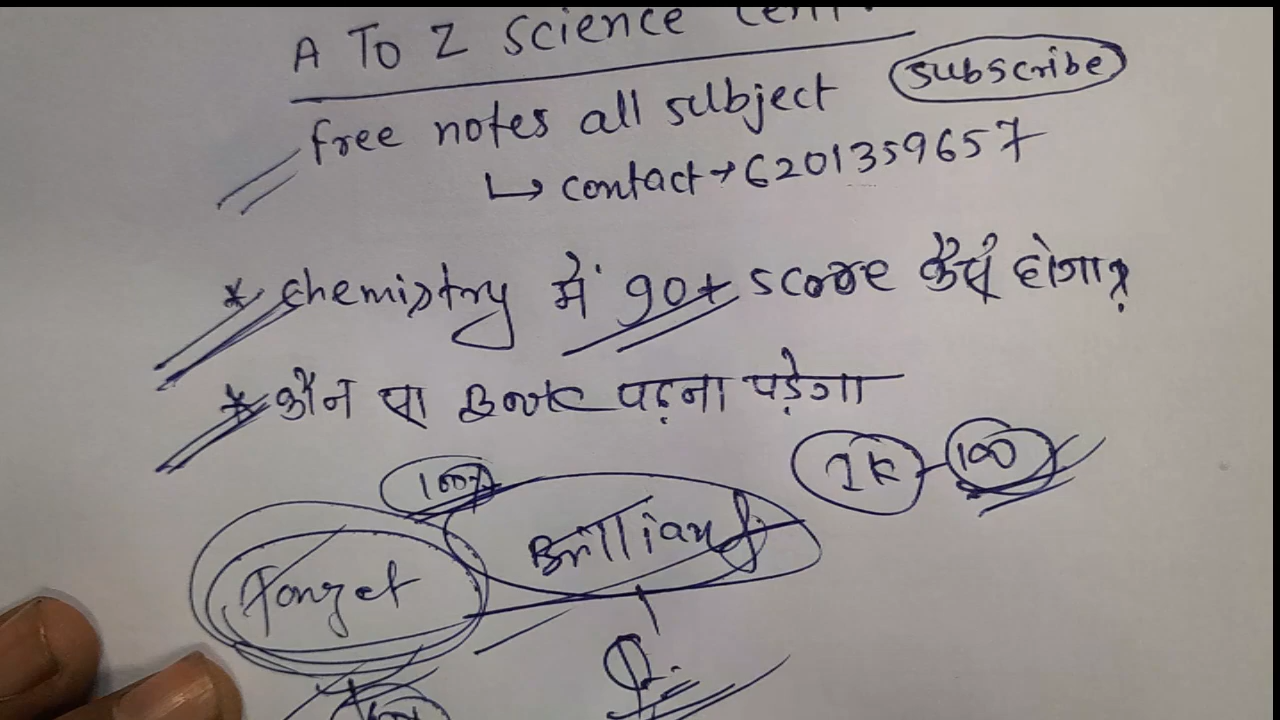 A To Z Science Cent
Free notes all subject
Subscribe
↳ contact → 6201359657
* chemistry में 90+ score कैसे होगा?
* कौन सा Book पढ़ना पड़ेगा
1K - 100
100%
Brilliant
Target